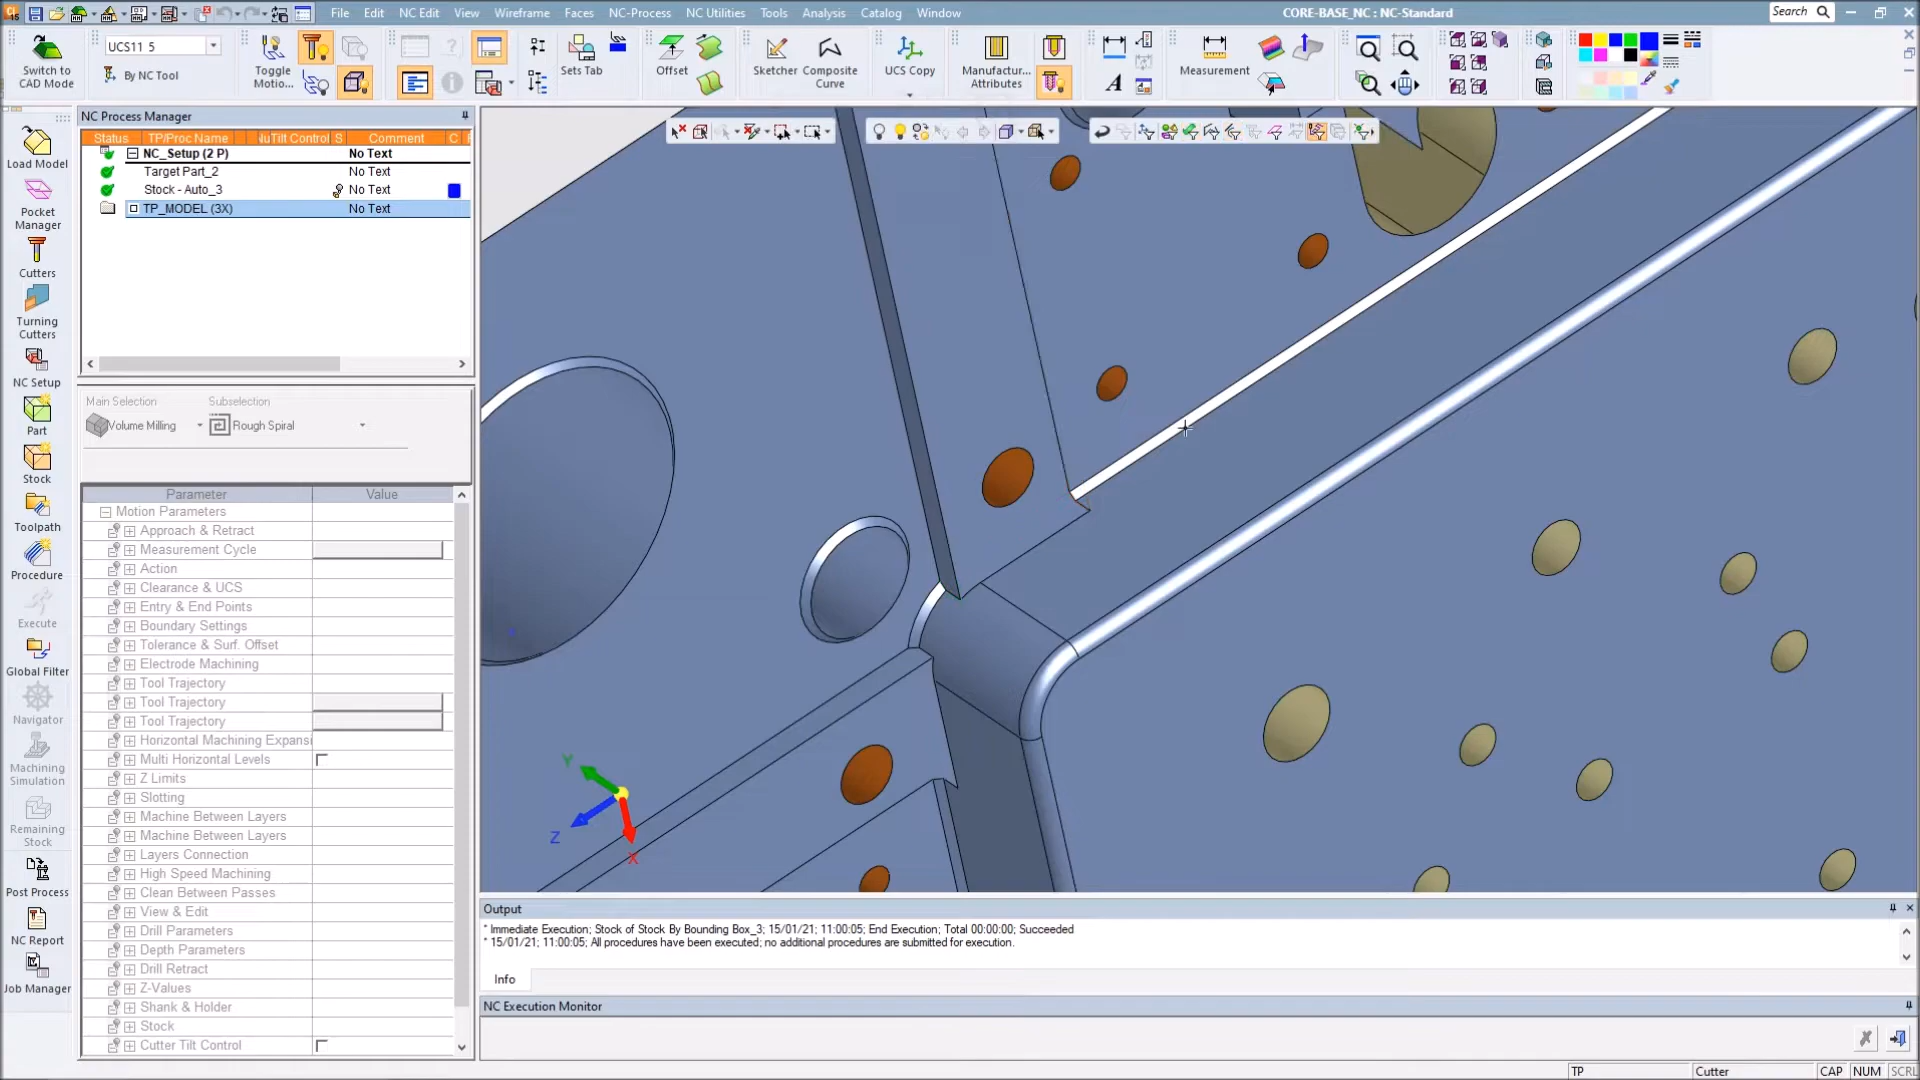 File Edit NC Edit View Wireframe Faces NC-Process NC Utilities Tools Analysis Catalog Window
CORE-BASE_NC : NC-Standard
Search
Switch to CAD Mode
UCS11 5
By NC Tool
Toggle Motion...
Sets Tab
Offset
Sketcher
Composite Curve
UCS Copy
Manufactur... Attributes
Measurement
NC Process Manager
Status TP/Proc Name Tilt Control S Comment C
NC_Setup (2 P) No Text
Target Part_2 No Text
Stock - Auto_3 No Text
TP_MODEL (3X) No Text
Load Model
Pocket Manager
Cutters
Turning Cutters
NC Setup
Part
Stock
Toolpath
Procedure
Execute
Global Filter
Navigator
Machining Simulation
Remaining Stock
Post Process
NC Report
Job Manager
Main Selection Subselection
Volume Milling Rough Spiral
Parameter Value
Motion Parameters
Approach & Retract
Measurement Cycle
Action
Clearance & UCS
Entry & End Points
Boundary Settings
Tolerance & Surf. Offset
Electrode Machining
Tool Trajectory
Tool Trajectory
Tool Trajectory
Horizontal Machining Expansi
Multi Horizontal Levels
Z Limits
Slotting
Machine Between Layers
Machine Between Layers
Layers Connection
High Speed Machining
Clean Between Passes
View & Edit
Drill Parameters
Depth Parameters
Drill Retract
Z-Values
Shank & Holder
Stock
Cutter Tilt Control
Y
Z
X
Output
* Immediate Execution; Stock of Stock By Bounding Box_3; 15/01/21; 11:00:05; End Execution; Total 00:00:00; Succeeded
* 15/01/21; 11:00:05; All procedures have been executed; no additional procedures are submitted for execution.
Info
NC Execution Monitor
TP Cutter CAP NUM SCRL